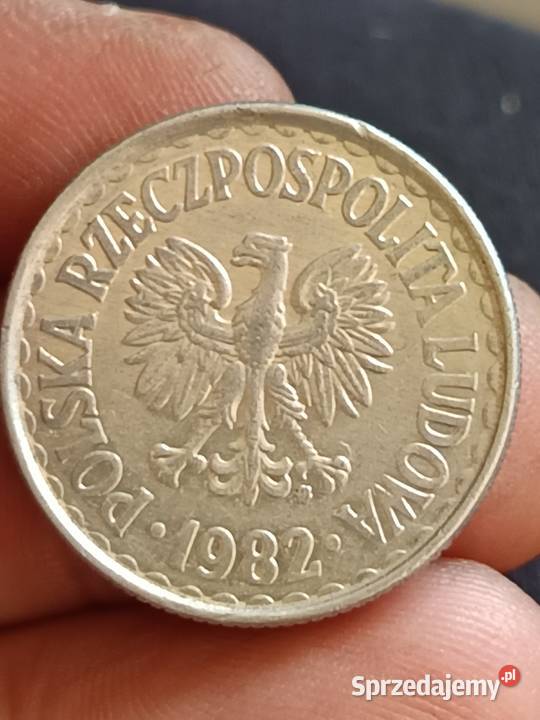 POLSKA RZECZPOSPOLITA LUDOWA
· 1982 ·
Sprzedajemy.pl